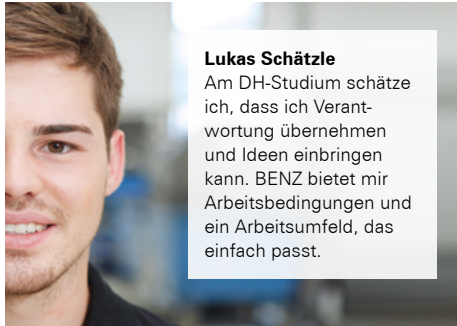 Lukas Schätzle
Am DH-Studium schätze
ich, dass ich Verant-
wortung übernehmen
und Ideen einbringen
kann. BENZ bietet mir
Arbeitsbedingungen und
ein Arbeitsumfeld, das
einfach passt.